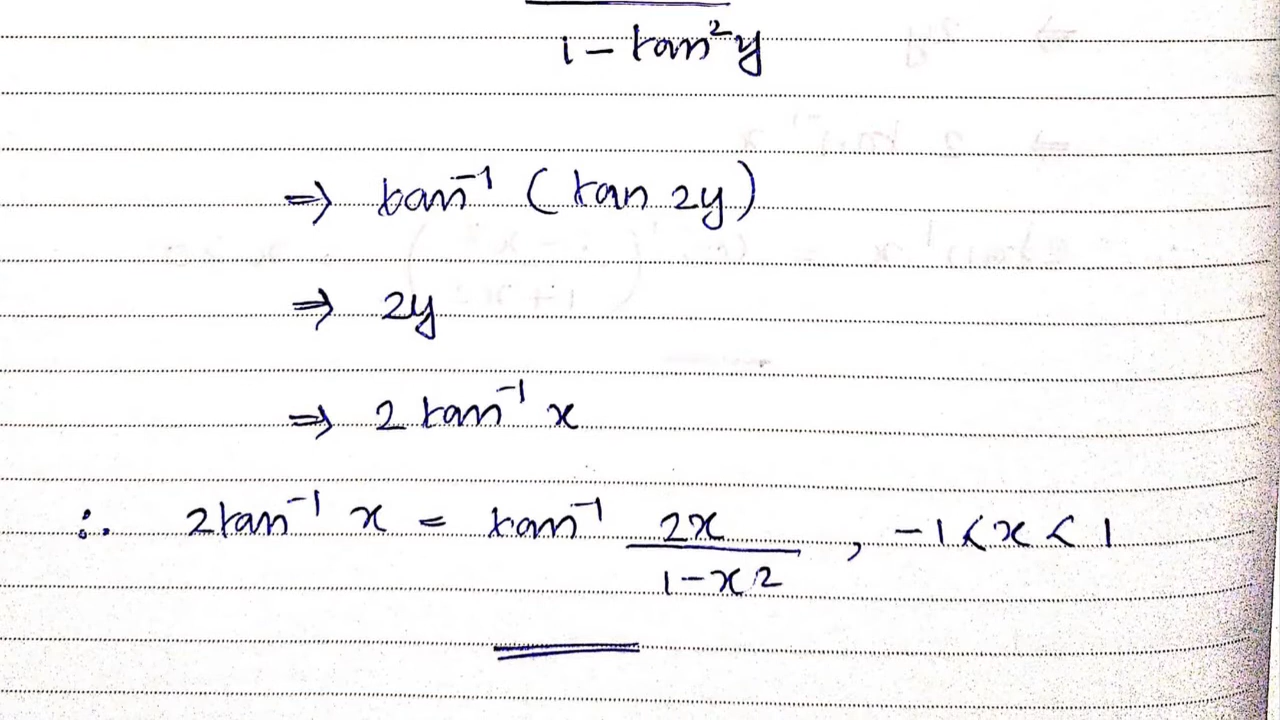 1 - tan²y
⇒ tan⁻¹ (tan 2y)
⇒ 2y
⇒ 2 tan⁻¹ x
∴ 2tan⁻¹ x = tan⁻¹ 2x / 1-x2 , -1<x<1